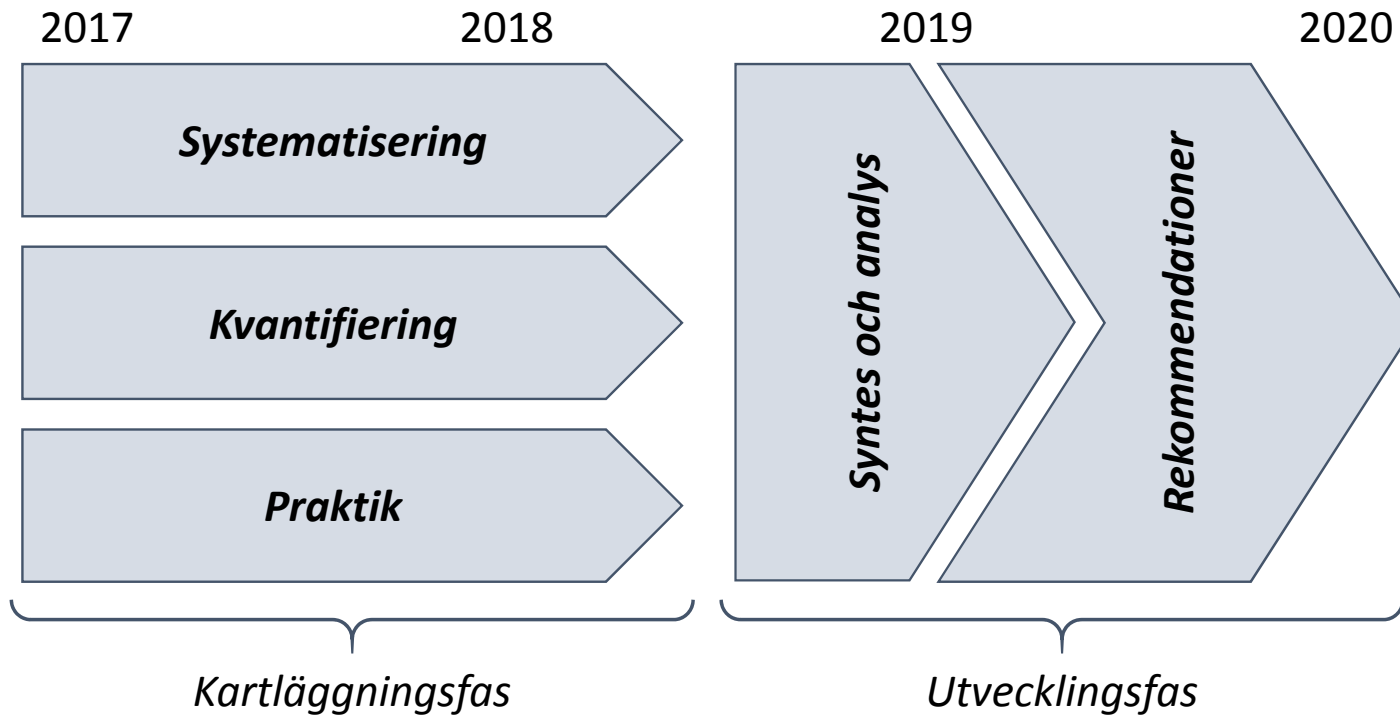 2017
2018
2019
2020
Systematisering
Kvantifiering
Praktik
Syntes och analys
Rekommendationer
Kartläggningsfas
Utvecklingsfas